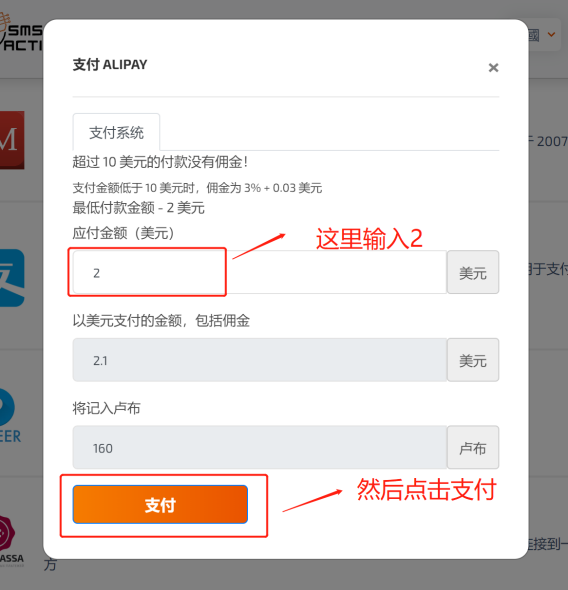 SMS
ACTI
國
支付 ALIPAY
×
支付系统
超过 10 美元的付款没有佣金!
支付金额低于 10 美元时，佣金为 3% + 0.03 美元
最低付款金额 - 2 美元
应付金额（美元）
这里输入2
2
美元
以美元支付的金额，包括佣金
2.1
美元
将记入卢布
160
卢布
支付
然后点击支付
M
于 2007
用于支付
EER
ASSA
连接到一
方